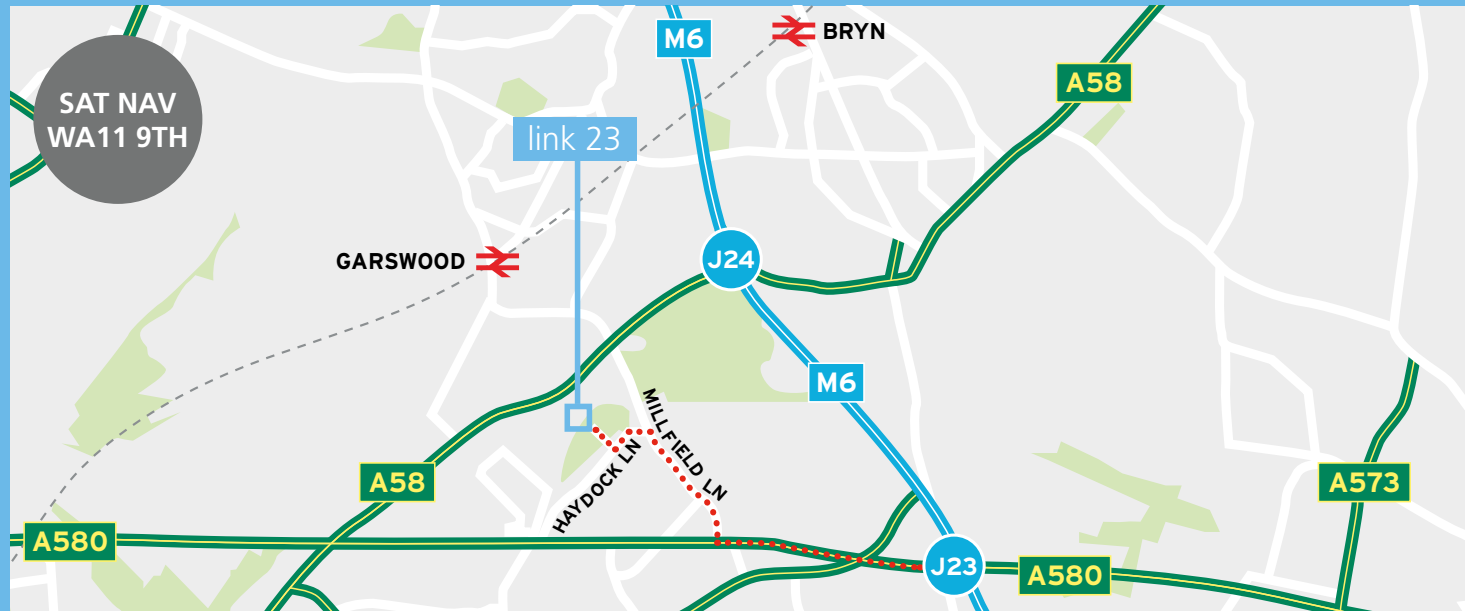 M6
BRYN
A58
SAT NAV
WA11 9TH
link 23
GARSWOOD
J24
M6
MILLFIELD LN
HAYDOCK LN
A58
A573
A580
J23
A580